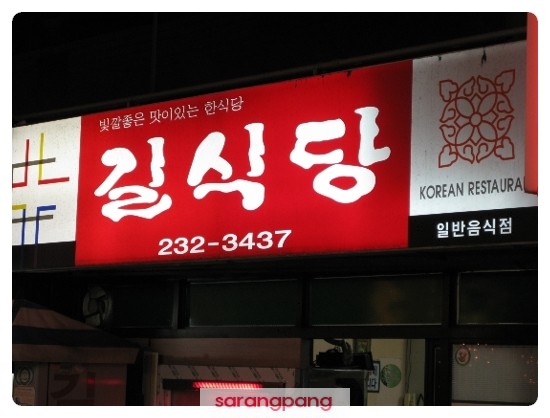 빛깔좋은 맛이있는 한식당
길식당
232-3437
KOREAN RESTAURA
일반음식점
sarangpang